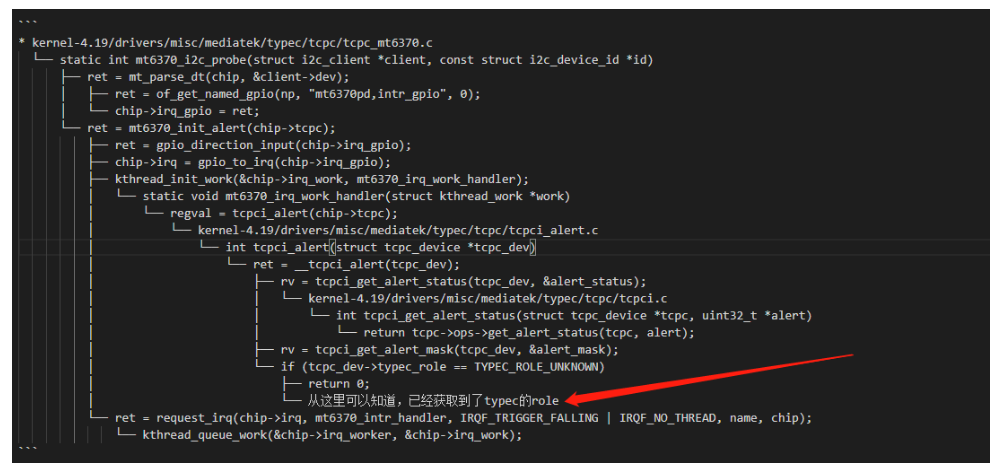 ```
* kernel-4.19/drivers/misc/mediatek/typec/tcpc/tcpc_mt6370.c
└── static int mt6370_i2c_probe(struct i2c_client *client, const struct i2c_device_id *id)
├── ret = mt_parse_dt(chip, &client->dev);
│ ├── ret = of_get_named_gpio(np, "mt6370pd,intr_gpio", 0);
│ └── chip->irq_gpio = ret;
└── ret = mt6370_init_alert(chip->tcpc);
├── ret = gpio_direction_input(chip->irq_gpio);
├── chip->irq = gpio_to_irq(chip->irq_gpio);
├── kthread_init_work(&chip->irq_work, mt6370_irq_work_handler);
│ └── static void mt6370_irq_work_handler(struct kthread_work *work)
│ └── regval = tcpci_alert(chip->tcpc);
│ └── kernel-4.19/drivers/misc/mediatek/typec/tcpc/tcpci_alert.c
│ └── int tcpci_alert(struct tcpc_device *tcpc_dev)
│ └── ret = __tcpci_alert(tcpc_dev);
│ ├── rv = tcpci_get_alert_status(tcpc_dev, &alert_status);
│ │ └── kernel-4.19/drivers/misc/mediatek/typec/tcpc/tcpci.c
│ │ └── int tcpci_get_alert_status(struct tcpc_device *tcpc, uint32_t *alert)
│ │ └── return tcpc->ops->get_alert_status(tcpc, alert);
│ ├── rv = tcpci_get_alert_mask(tcpc_dev, &alert_mask);
│ └── if (tcpc_dev->typec_role == TYPEC_ROLE_UNKNOWN)
│ ├── return 0;
│ └── 从这里可以知道，已经获取到了typec的role
└── ret = request_irq(chip->irq, mt6370_intr_handler, IRQF_TRIGGER_FALLING | IRQF_NO_THREAD, name, chip);
└── kthread_queue_work(&chip->irq_worker, &chip->irq_work);
```